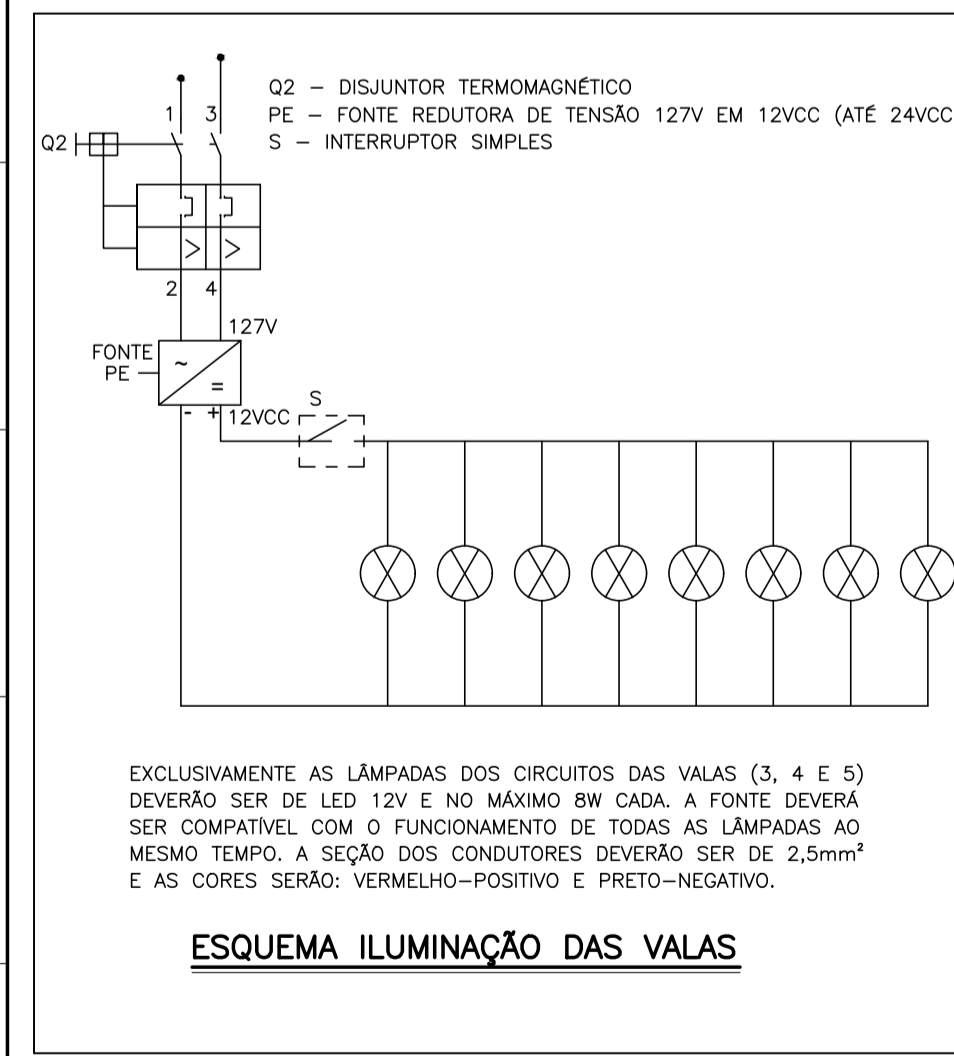 Q2 – DISJUNTOR TERMOMAGNÉTICO
PE – FONTE REDUTORA DE TENSÃO 127V EM 12VCC (ATÉ 24VCC
S – INTERRUPTOR SIMPLES
1 3
Q2
2 4
127V
FONTE
PE
~
=
- + 12VCC
S
EXCLUSIVAMENTE AS LÂMPADAS DOS CIRCUITOS DAS VALAS (3, 4 E 5)
DEVERÃO SER DE LED 12V E NO MÁXIMO 8W CADA. A FONTE DEVERÁ
SER COMPATÍVEL COM O FUNCIONAMENTO DE TODAS AS LÂMPADAS AO
MESMO TEMPO. A SEÇÃO DOS CONDUTORES DEVERÃO SER DE 2,5mm²
E AS CORES SERÃO: VERMELHO–POSITIVO E PRETO–NEGATIVO.
ESQUEMA ILUMINAÇÃO DAS VALAS